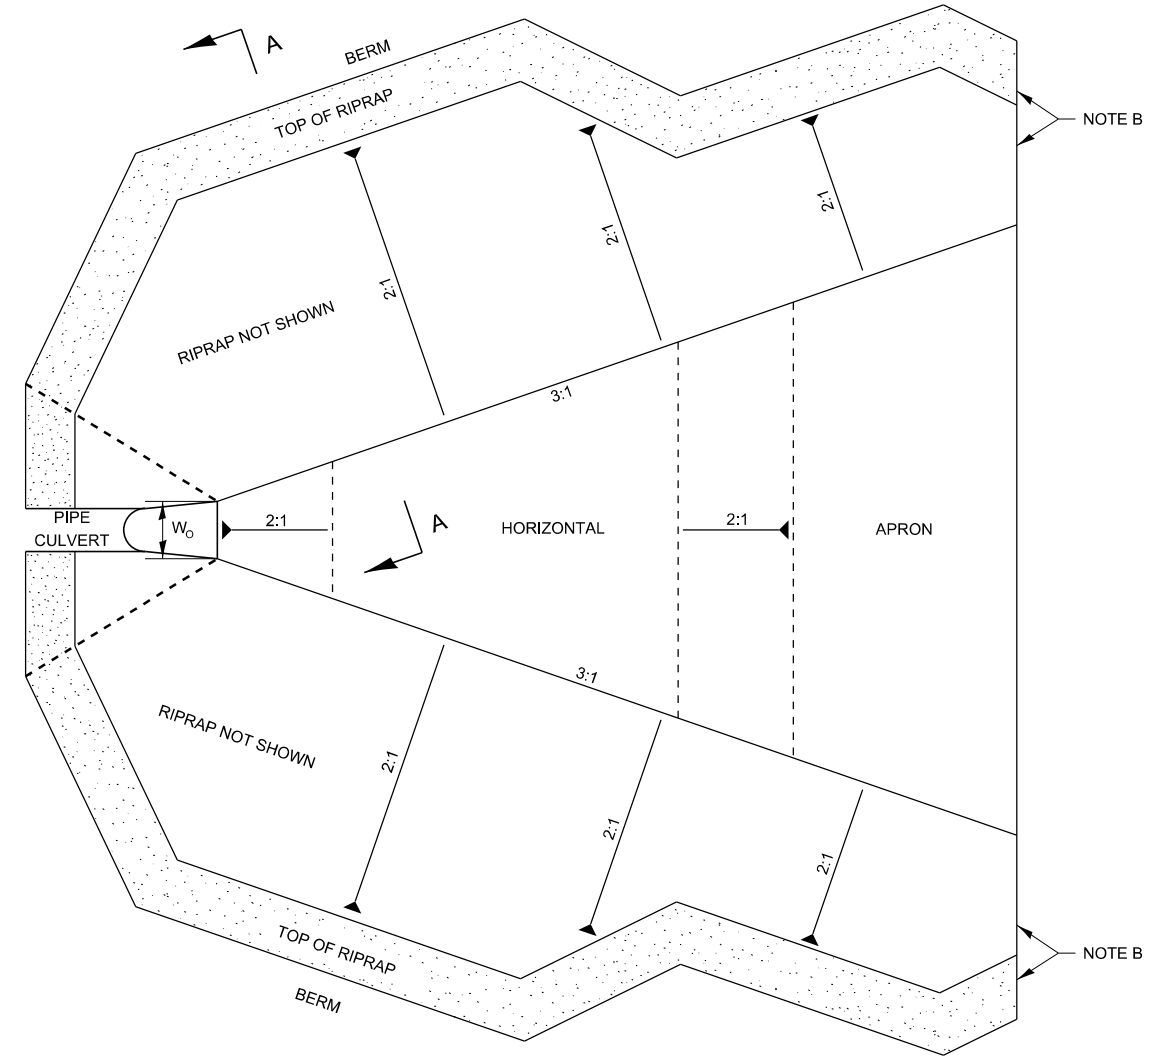 A
BERM
TOP OF RIPRAP
NOTE B
2:1
2:1
2:1
RIPRAP NOT SHOWN
3:1
PIPE
CULVERT
W_O
2:1
A
HORIZONTAL
2:1
APRON
3:1
RIPRAP NOT SHOWN
2:1
2:1
2:1
TOP OF RIPRAP
BERM
NOTE B